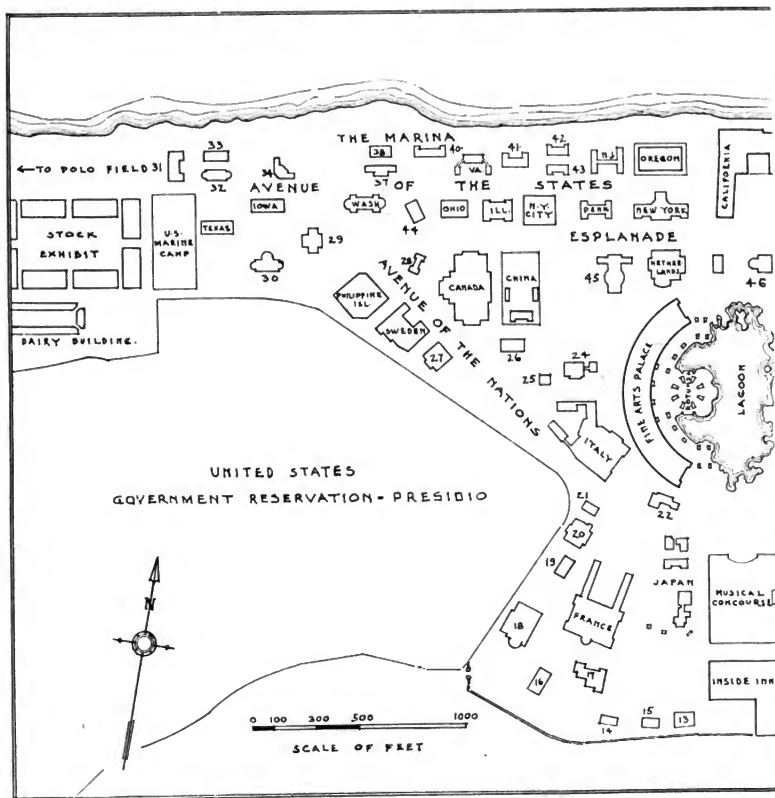 THE MARINA
33
38
40
41
42
← TO POLO FIELD 31
34
37
VA
43
N.J.
OREGON
CALIFORNIA
32
AVENUE OF THE STATES
IOWA
WASH
44
OHIO
ILL.
N.Y.
CITY
PENN
NEW YORK
STOCK
EXHIBIT
U.S.
MARINE
CAMP
TEXAS
29
ESPLANADE
30
28
CANADA
CHINA
45
NETHER
LANDS
46
PHILIPPINE
ISL.
AVENUE OF THE NATIONS
SWEDEN
27
26
DAIRY BUILDING.
25
24
FINE ARTS PALACE
ROTUNDA
LAGOON
ITALY
UNITED STATES
GOVERNMENT RESERVATION - PRESIDIO
21
22
20
19
JAPAN
MUSICAL
CONCOURSE
N
18
FRANCE
16
17
INSIDE INN
0 100 300 500 1000
SCALE OF FEET
14
15
13